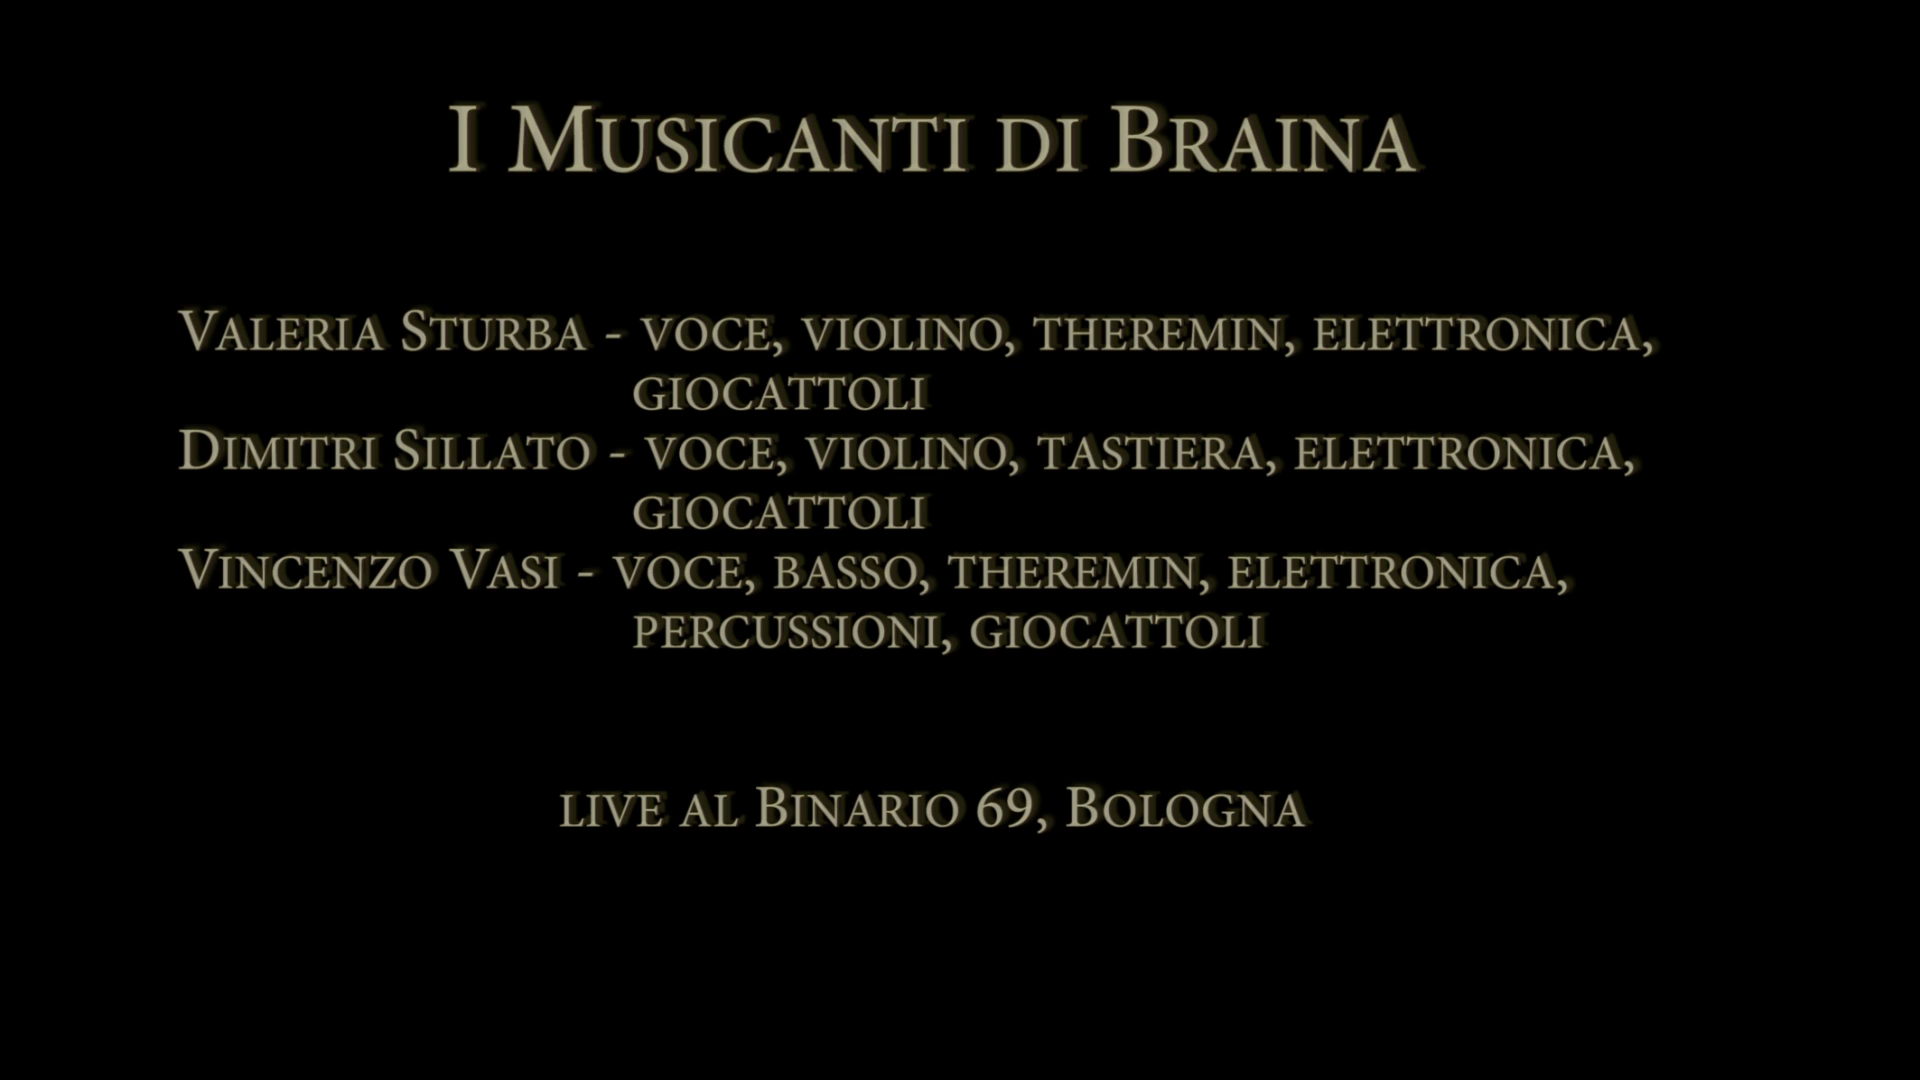 I Musicanti di Braina
Valeria Sturba - voce, violino, theremin, elettronica,
giocattoli
Dimitri Sillato - voce, violino, tastiera, elettronica,
giocattoli
Vincenzo Vasi - voce, basso, theremin, elettronica,
percussioni, giocattoli
live al Binario 69, Bologna